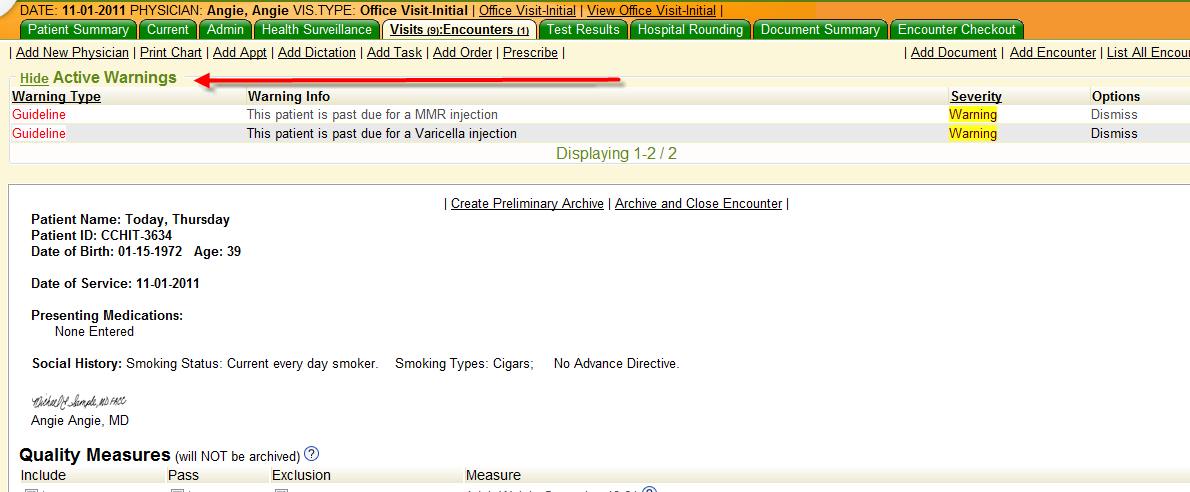 DATE: 11-01-2011 PHYSICIAN: Angie, Angie VIS.TYPE: Office Visit-Initial | Office Visit-Initial | View Office Visit-Initial |
Patient Summary Current Admin Health Surveillance Visits (9):Encounters (1) Test Results Hospital Rounding Document Summary Encounter Checkout
| Add New Physician | Print Chart | Add Appt | Add Dictation | Add Task | Add Order | Prescribe | | Add Document | Add Encounter | List All Encou
Hide Active Warnings
Warning Type Warning Info Severity Options
Guideline This patient is past due for a MMR injection Warning Dismiss
Guideline This patient is past due for a Varicella injection Warning Dismiss
Displaying 1-2 / 2
| Create Preliminary Archive | Archive and Close Encounter |
Patient Name: Today, Thursday
Patient ID: CCHIT-3634
Date of Birth: 01-15-1972 Age: 39
Date of Service: 11-01-2011
Presenting Medications:
None Entered
Social History: Smoking Status: Current every day smoker. Smoking Types: Cigars; No Advance Directive.
Angie Angie, MD
Quality Measures (will NOT be archived) ?
Include Pass Exclusion Measure